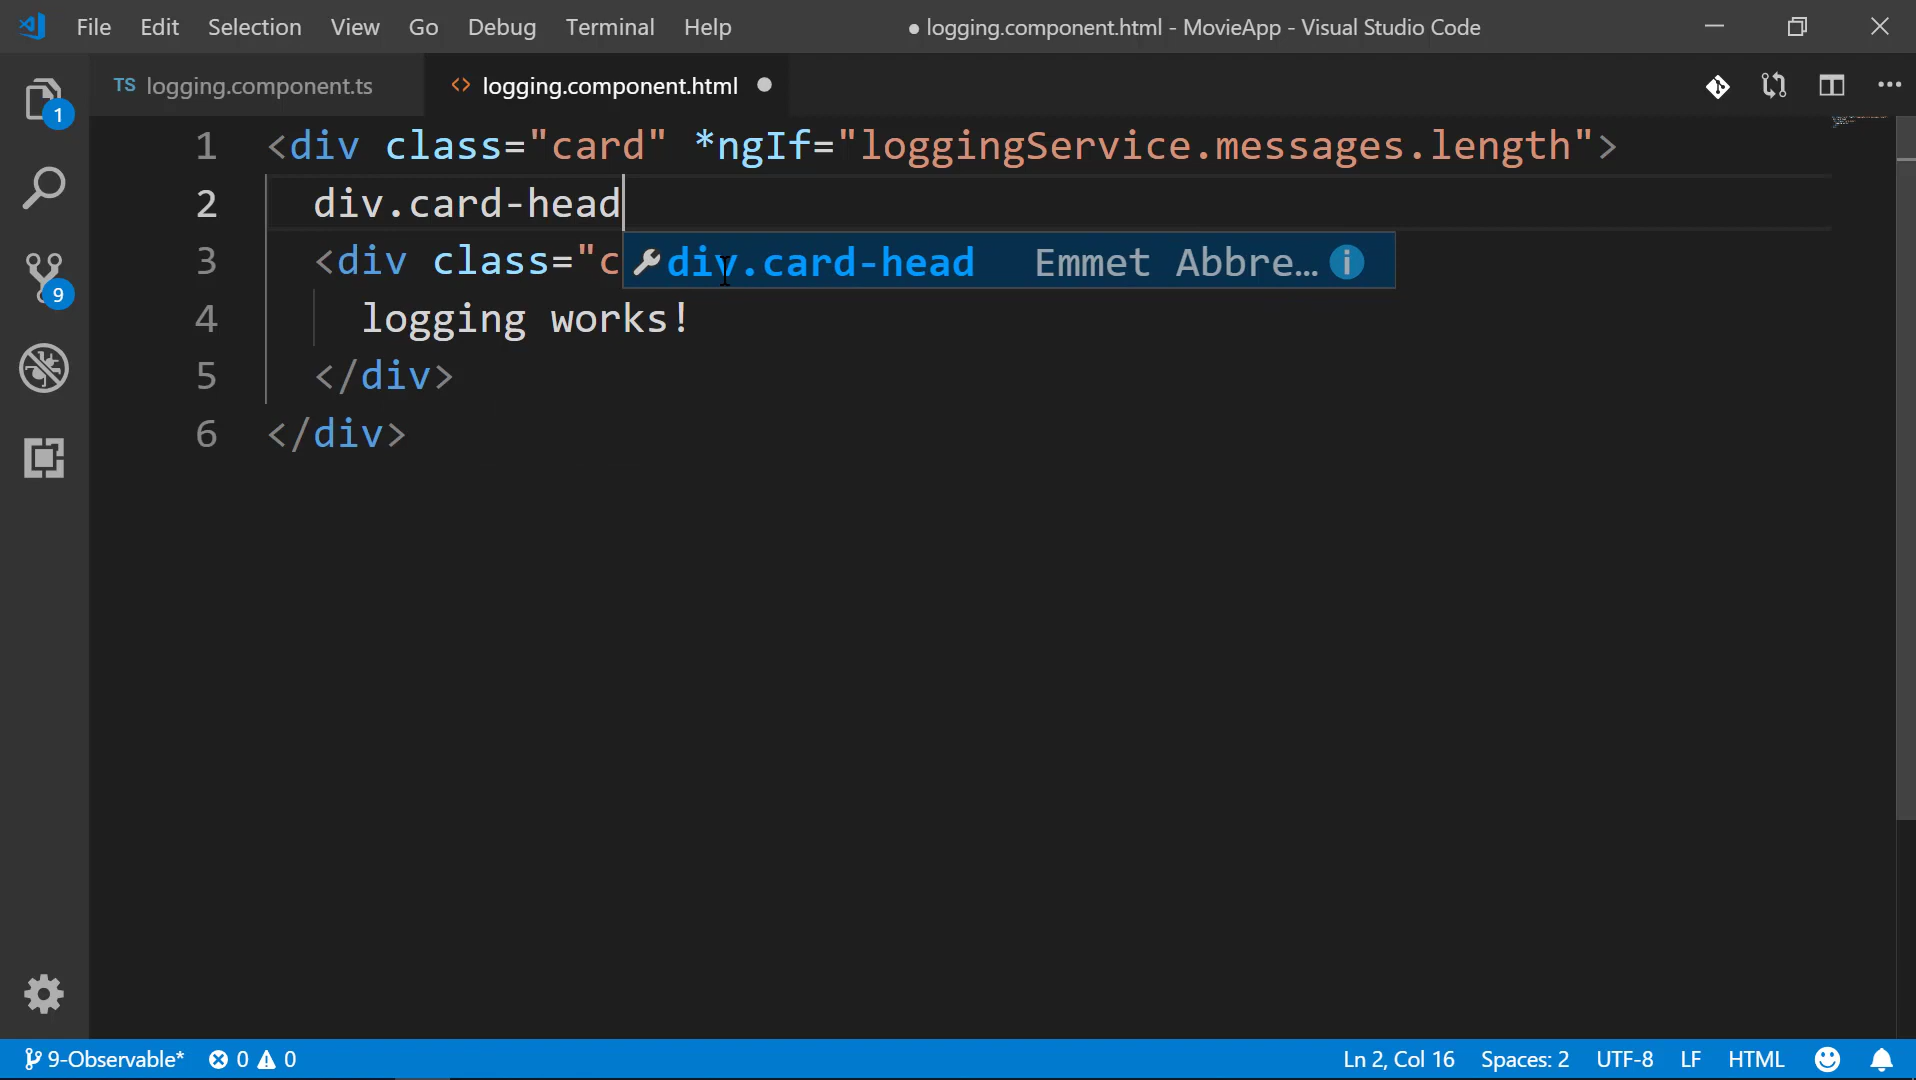 File Edit Selection View Go Debug Terminal Help ● logging.component.html - MovieApp - Visual Studio Code
TS logging.component.ts <> logging.component.html ●
1 <div class="card" *ngIf="loggingService.messages.length">
2 div.card-head
div.card-head Emmet Abbre…
3 <div class="c
4 logging works!
5 </div>
6 </div>
1
9
9-Observable* 0 0 Ln 2, Col 16 Spaces: 2 UTF-8 LF HTML